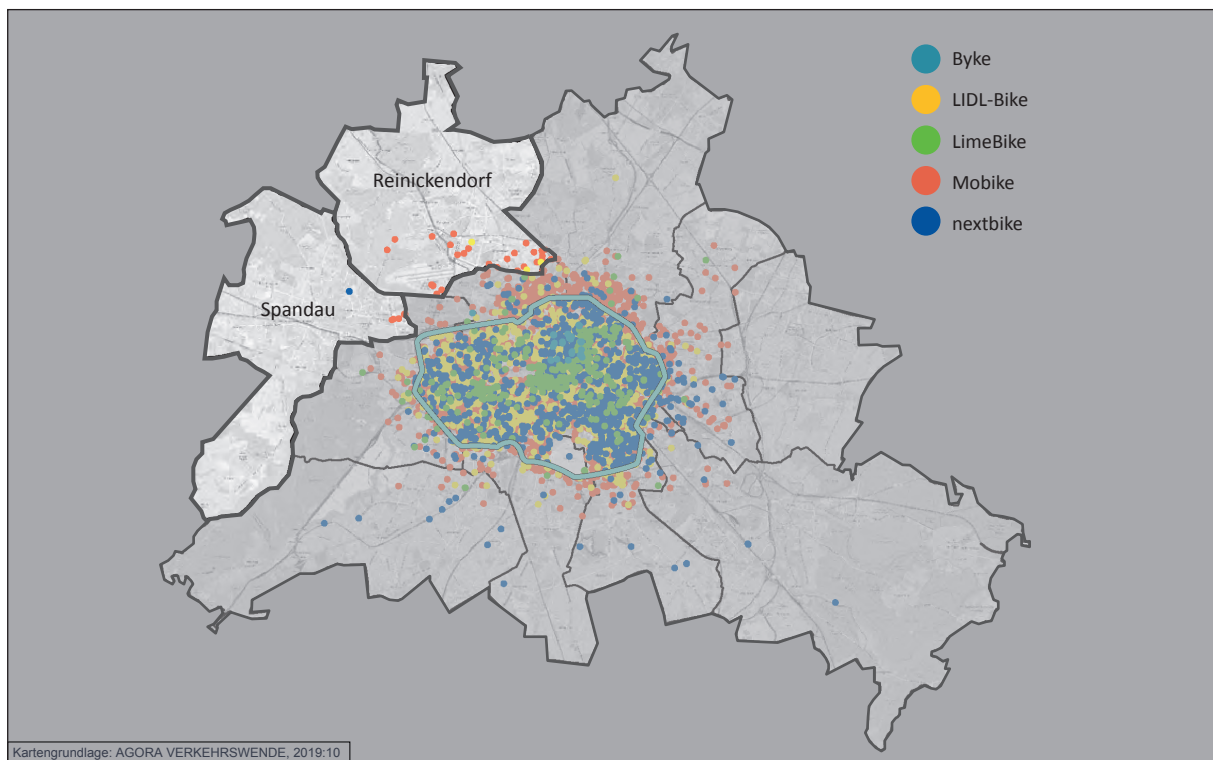 Byke
LIDL-Bike
LimeBike
Mobike
nextbike
Reinickendorf
Spandau
Kartengrundlage: AGORA VERKEHRSWENDE, 2019:10